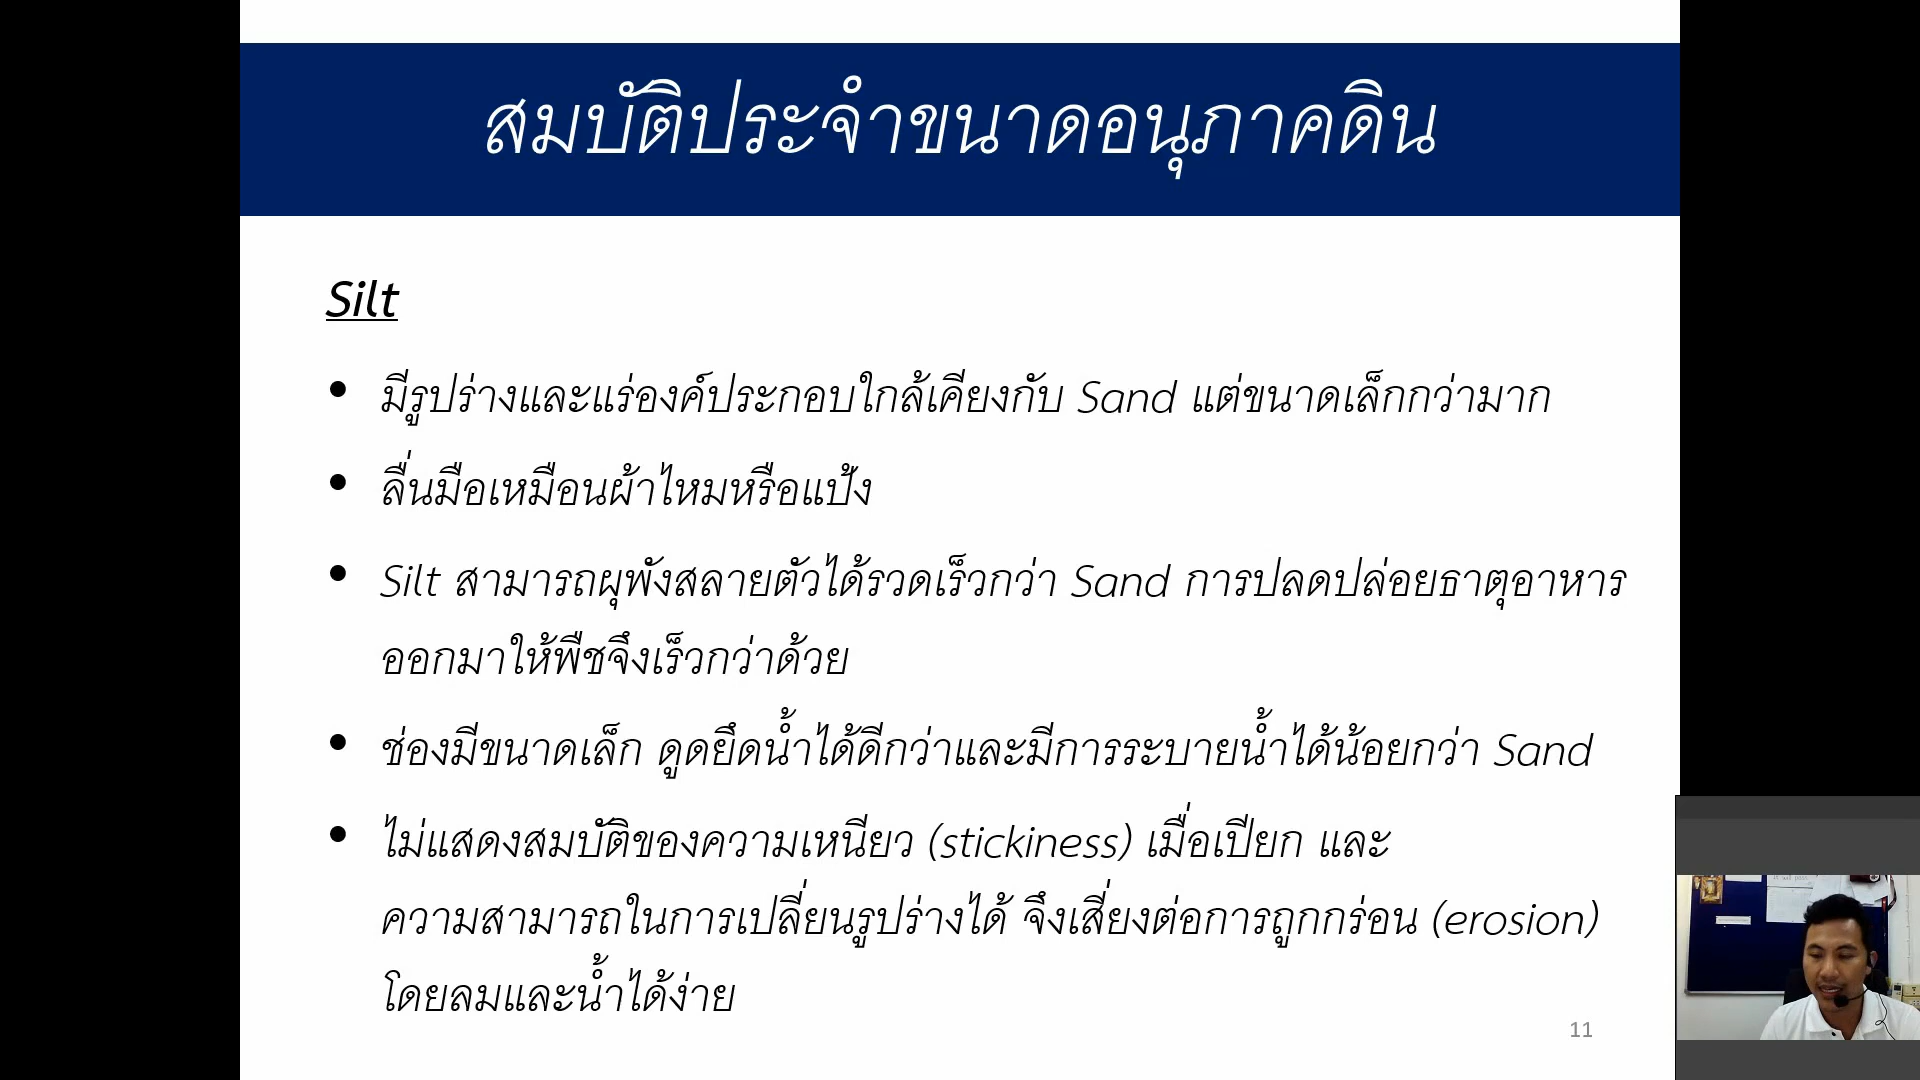 สมบัติประจำขนาดอนุภาคดิน
Silt
• มีรูปร่างและแร่องค์ประกอบใกล้เคียงกับ Sand แต่ขนาดเล็กกว่ามาก
• ลื่นมือเหมือนผ้าไหมหรือแป้ง
• Silt สามารถผุพังสลายตัวได้รวดเร็วกว่า Sand การปลดปล่อยธาตุอาหาร
ออกมาให้พืชจึงเร็วกว่าด้วย
• ช่องมีขนาดเล็ก ดูดยึดน้ำได้ดีกว่าและมีการระบายน้ำได้น้อยกว่า Sand
• ไม่แสดงสมบัติของความเหนียว (stickiness) เมื่อเปียก และ
ความสามารถในการเปลี่ยนรูปร่างได้ จึงเสี่ยงต่อการถูกกร่อน (erosion)
โดยลมและน้ำได้ง่าย
11